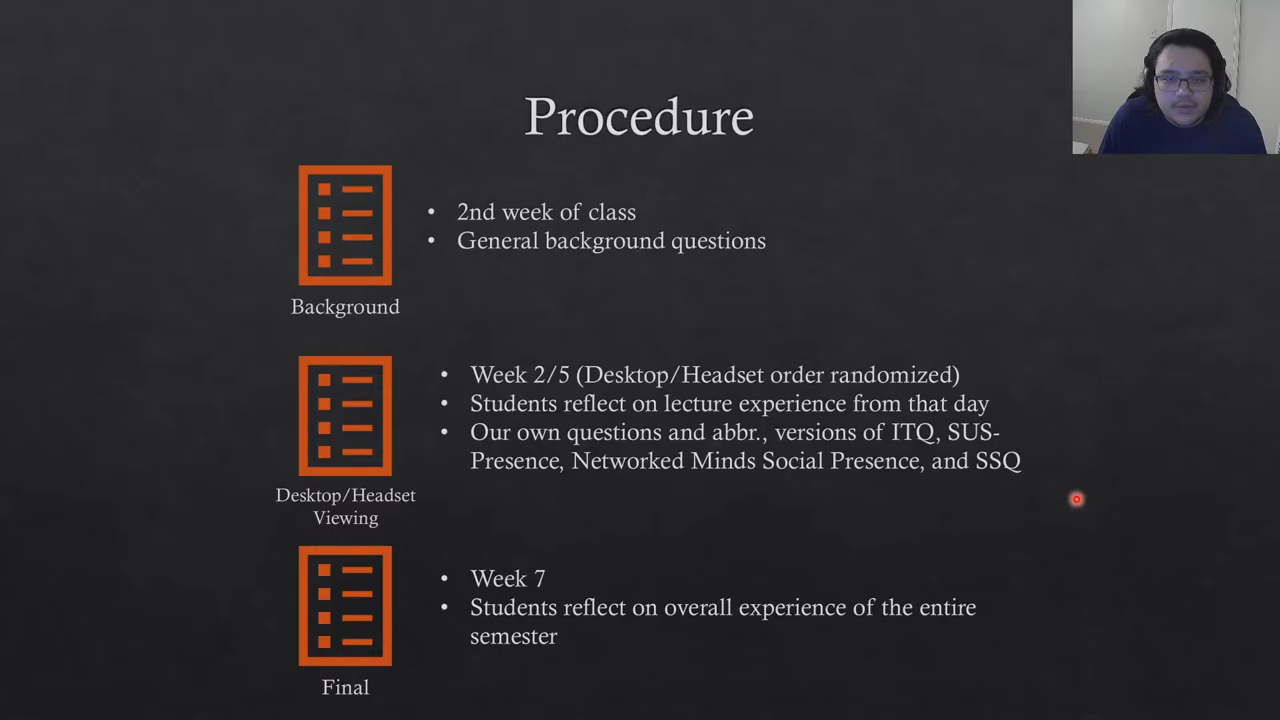 Procedure
• 2nd week of class
• General background questions
Background
• Week 2/5 (Desktop/Headset order randomized)
• Students reflect on lecture experience from that day
• Our own questions and abbr., versions of ITQ, SUS-
Presence, Networked Minds Social Presence, and SSQ
Desktop/Headset
Viewing
• Week 7
• Students reflect on overall experience of the entire
semester
Final